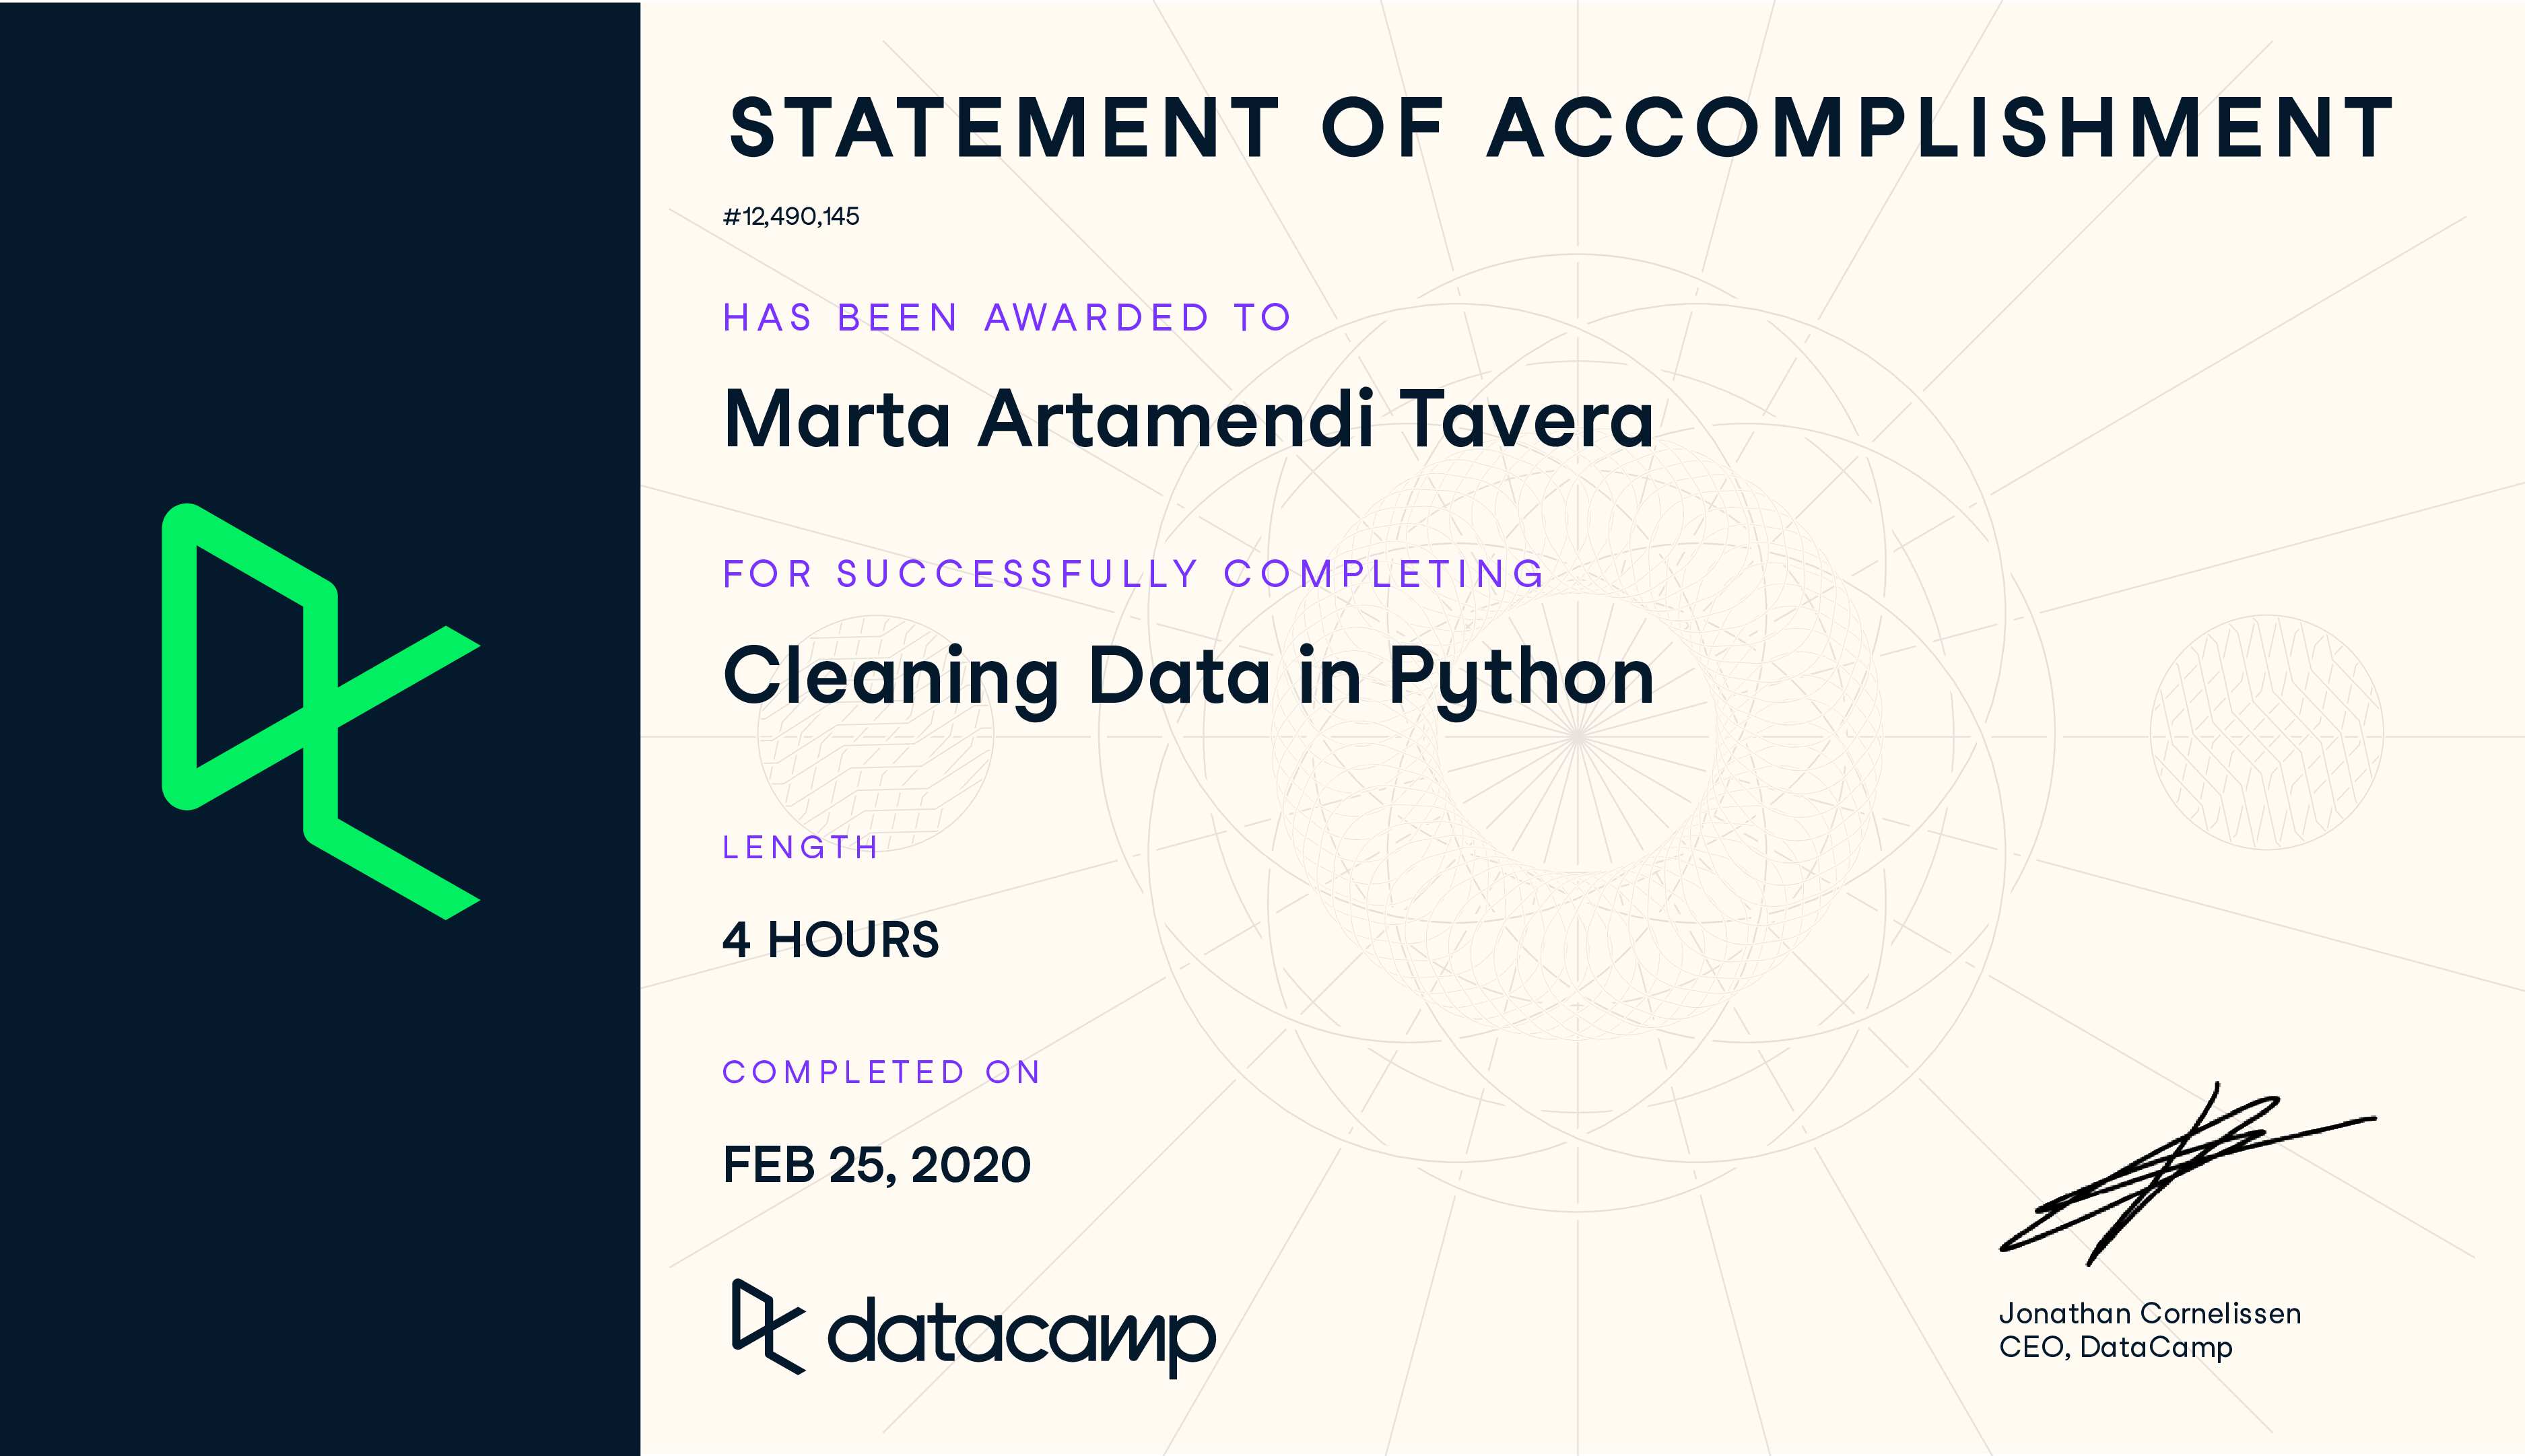 STATEMENT OF ACCOMPLISHMENT
#12,490,145
HAS BEEN AWARDED TO
Marta Artamendi Tavera
FOR SUCCESSFULLY COMPLETING
Cleaning Data in Python
LENGTH
4 HOURS
COMPLETED ON
FEB 25, 2020
datacamp
Jonathan Cornelissen
CEO, DataCamp